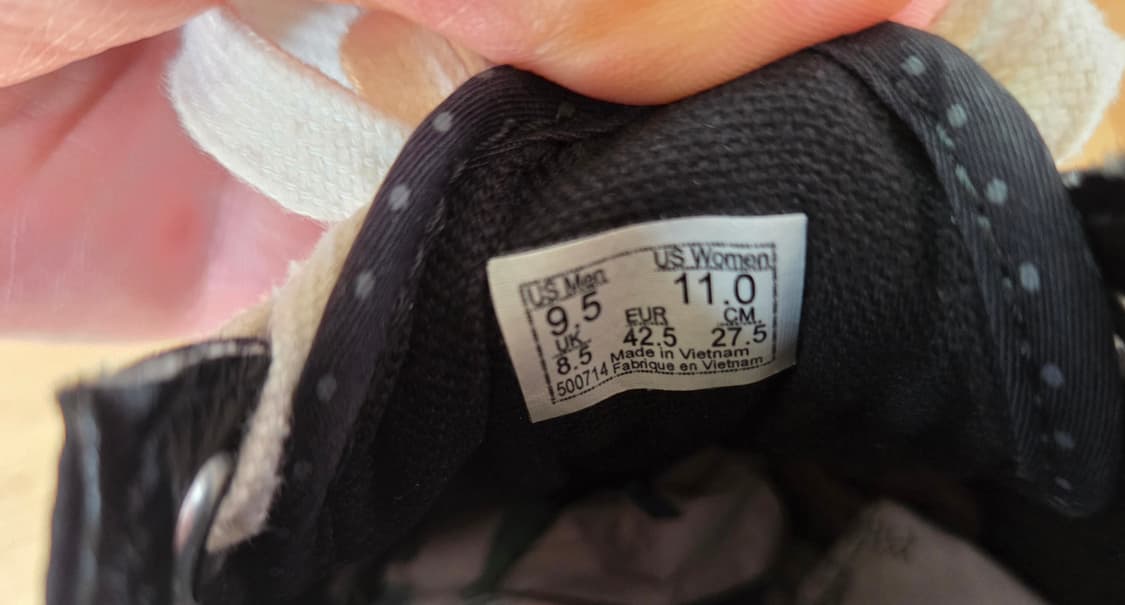 US Men US Women
9.5 11.0
UK EUR CM.
8.5 42.5 27.5
Made in Vietnam
500714 Fabrique en Vietnam